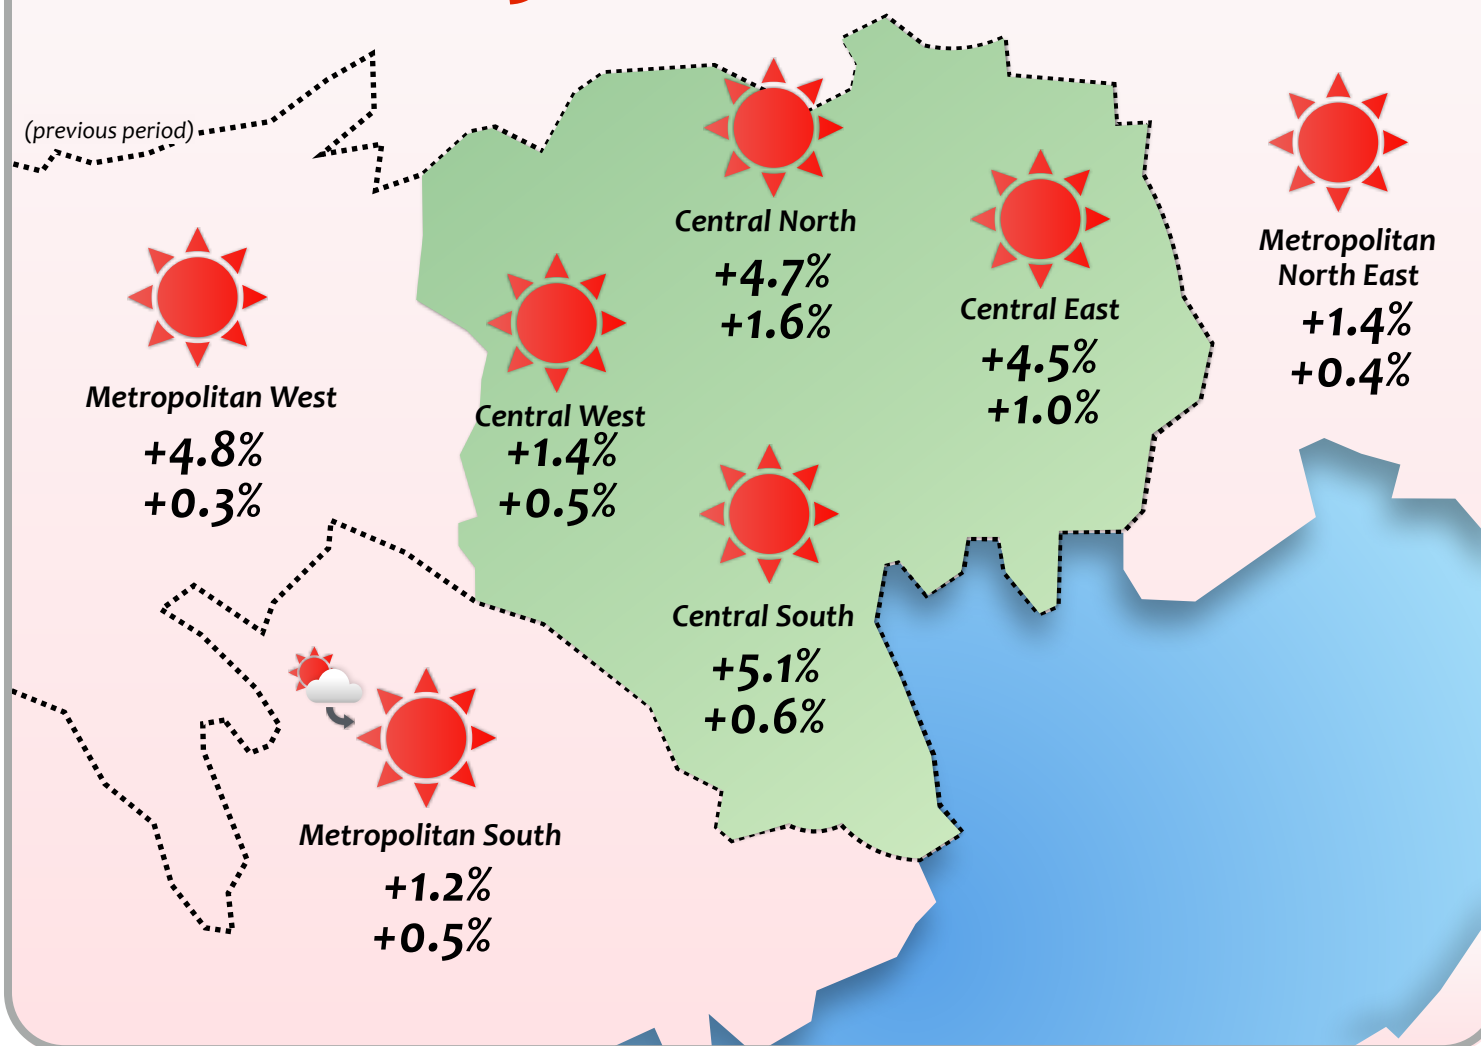 (previous period)
Central North
+4.7%
+1.6%
Metropolitan
North East
+1.4%
+0.4%
Central East
+4.5%
+1.0%
Metropolitan West
+4.8%
+0.3%
Central West
+1.4%
+0.5%
Central South
+5.1%
+0.6%
Metropolitan South
+1.2%
+0.5%